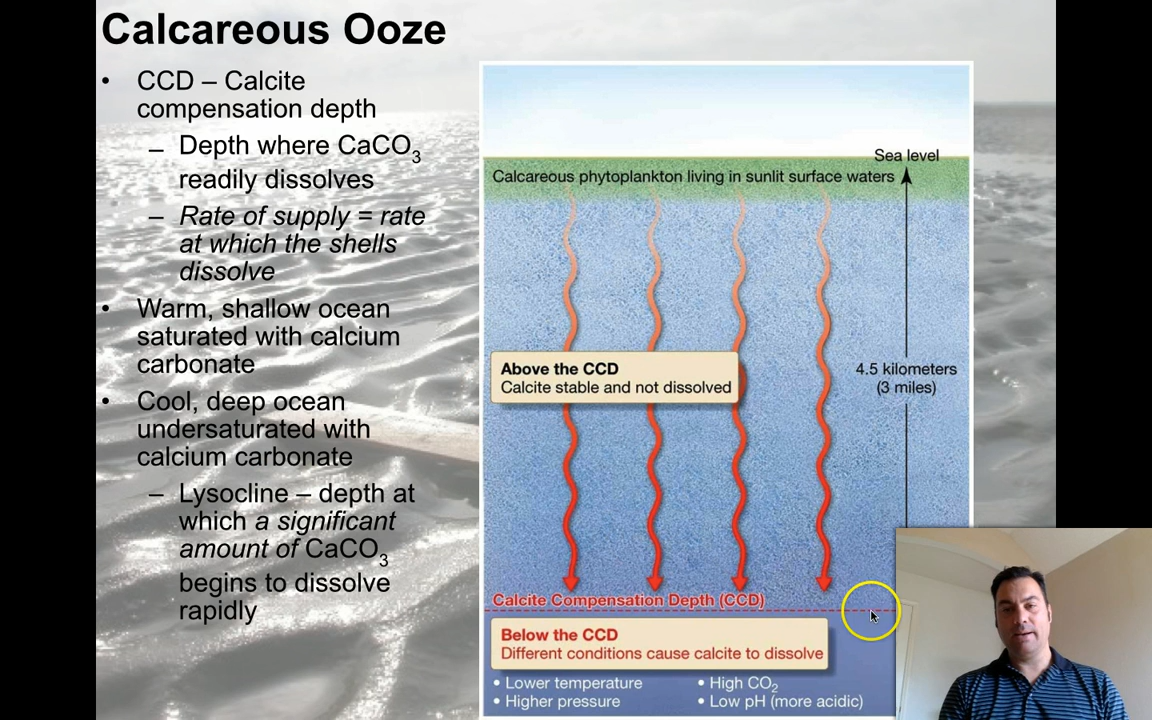 Calcareous Ooze
• CCD – Calcite
compensation depth
– Depth where CaCO₃
readily dissolves
– Rate of supply = rate
at which the shells
dissolve
• Warm, shallow ocean
saturated with calcium
carbonate
• Cool, deep ocean
undersaturated with
calcium carbonate
– Lysocline – depth at
which a significant
amount of CaCO₃
begins to dissolve
rapidly
Sea level
Calcareous phytoplankton living in sunlit surface waters
Above the CCD
Calcite stable and not dissolved
4.5 kilometers
(3 miles)
Calcite Compensation Depth (CCD)
Below the CCD
Different conditions cause calcite to dissolve
• Lower temperature
• Higher pressure
• High CO₂
• Low pH (more acidic)